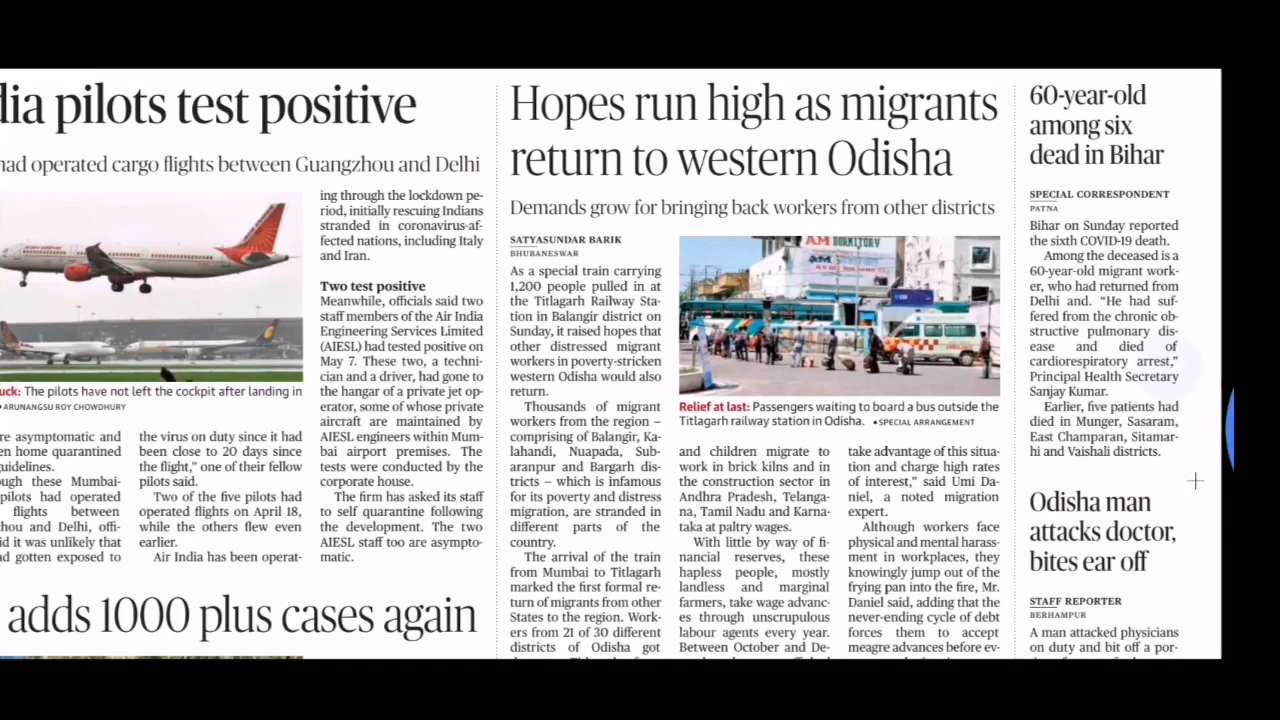 dia pilots test positive
had operated cargo flights between Guangzhou and Delhi
uck: The pilots have not left the cockpit after landing in
• ARUNANGSU ROY CHOWDHURY
re asymptomatic and
en home quarantined
guidelines.
ough these Mumbai-
pilots had operated
flights between
hou and Delhi, offi-
id it was unlikely that
ad gotten exposed to
the virus on duty since it had
been close to 20 days since
the flight,” one of their fellow
pilots said.
Two of the five pilots had
operated flights on April 18,
while the others flew even
earlier.
Air India has been operat-
ing through the lockdown pe-
riod, initially rescuing Indians
stranded in coronavirus-af-
fected nations, including Italy
and Iran.
Two test positive
Meanwhile, officials said two
staff members of the Air India
Engineering Services Limited
(AIESL) had tested positive on
May 7. These two, a techni-
cian and a driver, had gone to
the hangar of a private jet op-
erator, some of whose private
aircraft are maintained by
AIESL engineers within Mum-
bai airport premises. The
tests were conducted by the
corporate house.
The firm has asked its staff
to self quarantine following
the development. The two
AIESL staff too are asympto-
matic.
adds 1000 plus cases again
Hopes run high as migrants
return to western Odisha
Demands grow for bringing back workers from other districts
SATYASUNDAR BARIK
BHUBANESWAR
As a special train carrying
1,200 people pulled in at
the Titlagarh Railway Sta-
tion in Balangir district on
Sunday, it raised hopes that
other distressed migrant
workers in poverty-stricken
western Odisha would also
return.
Thousands of migrant
workers from the region –
comprising of Balangir, Ka-
lahandi, Nuapada, Sub-
aranpur and Bargarh dis-
tricts – which is infamous
for its poverty and distress
migration, are stranded in
different parts of the
country.
The arrival of the train
from Mumbai to Titlagarh
marked the first formal re-
turn of migrants from other
States to the region. Work-
ers from 21 of 30 different
districts of Odisha got
AM DORMITORY
Relief at last: Passengers waiting to board a bus outside the
Titlagarh railway station in Odisha. • SPECIAL ARRANGEMENT
and children migrate to
work in brick kilns and in
the construction sector in
Andhra Pradesh, Telanga-
na, Tamil Nadu and Karna-
taka at paltry wages.
With little by way of fi-
nancial reserves, these
hapless people, mostly
landless and marginal
farmers, take wage advanc-
es through unscrupulous
labour agents every year.
Between October and De-
take advantage of this situa-
tion and charge high rates
of interest,” said Umi Da-
niel, a noted migration
expert.
Although workers face
physical and mental harass-
ment in workplaces, they
knowingly jump out of the
frying pan into the fire, Mr.
Daniel said, adding that the
never-ending cycle of debt
forces them to accept
meagre advances before ev-
60-year-old
among six
dead in Bihar
SPECIAL CORRESPONDENT
PATNA
Bihar on Sunday reported
the sixth COVID-19 death.
Among the deceased is a
60-year-old migrant work-
er, who had returned from
Delhi and. “He had suf-
fered from the chronic ob-
structive pulmonary dis-
ease and died of
cardiorespiratory arrest,”
Principal Health Secretary
Sanjay Kumar.
Earlier, five patients had
died in Munger, Sasaram,
East Champaran, Sitamar-
hi and Vaishali districts.
Odisha man
attacks doctor,
bites ear off
STAFF REPORTER
BERHAMPUR
A man attacked physicians
on duty and bit off a por-